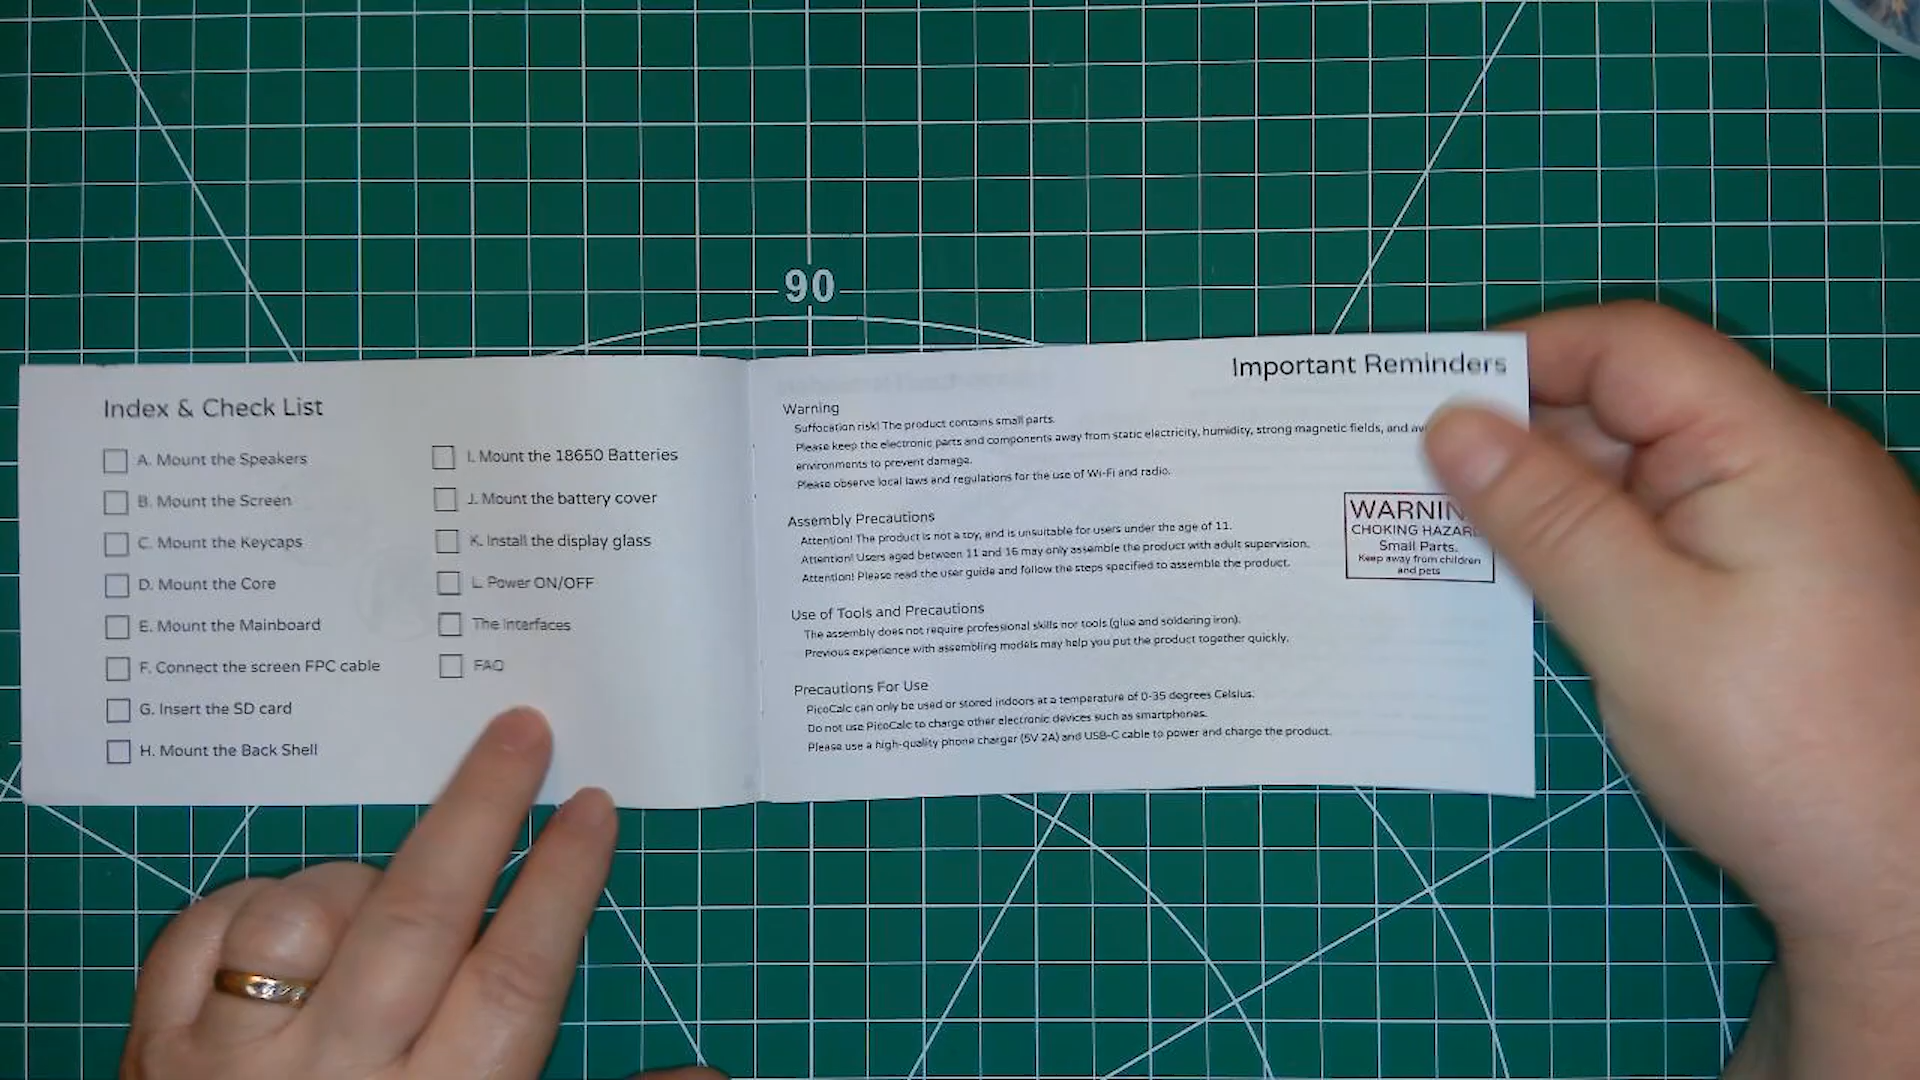 90
Index & Check List
A. Mount the Speakers
B. Mount the Screen
C. Mount the Keycaps
D. Mount the Core
E. Mount the Mainboard
F. Connect the screen FPC cable
G. Insert the SD card
H. Mount the Back Shell
I. Mount the 18650 Batteries
J. Mount the battery cover
K. Install the display glass
L. Power ON/OFF
The Interfaces
FAQ
Important Reminders
Warning
Suffocation risk! The product contains small parts.
Please keep the electronic parts and components away from static electricity, humidity, strong magnetic fields, and
environments to prevent damage.
Please observe local laws and regulations for the use of Wi-Fi and radio.
Assembly Precautions
Attention! The product is not a toy, and is unsuitable for users under the age of 11.
Attention! Users aged between 11 and 16 may only assemble the product with adult supervision.
Attention! Please read the user guide and follow the steps specified to assemble the product.
WARNIN
CHOKING HAZAR
Small Parts.
Keep away from children
and pets
Use of Tools and Precautions
The assembly does not require professional skills nor tools (glue and soldering iron).
Previous experience with assembling models may help you put the product together quickly.
Precautions For Use
PicoCalc can only be used or stored indoors at a temperature of 0-35 degrees Celsius.
Do not use PicoCalc to charge other electronic devices such as smartphones.
Please use a high-quality phone charger (5V 2A) and USB-C cable to power and charge the product.